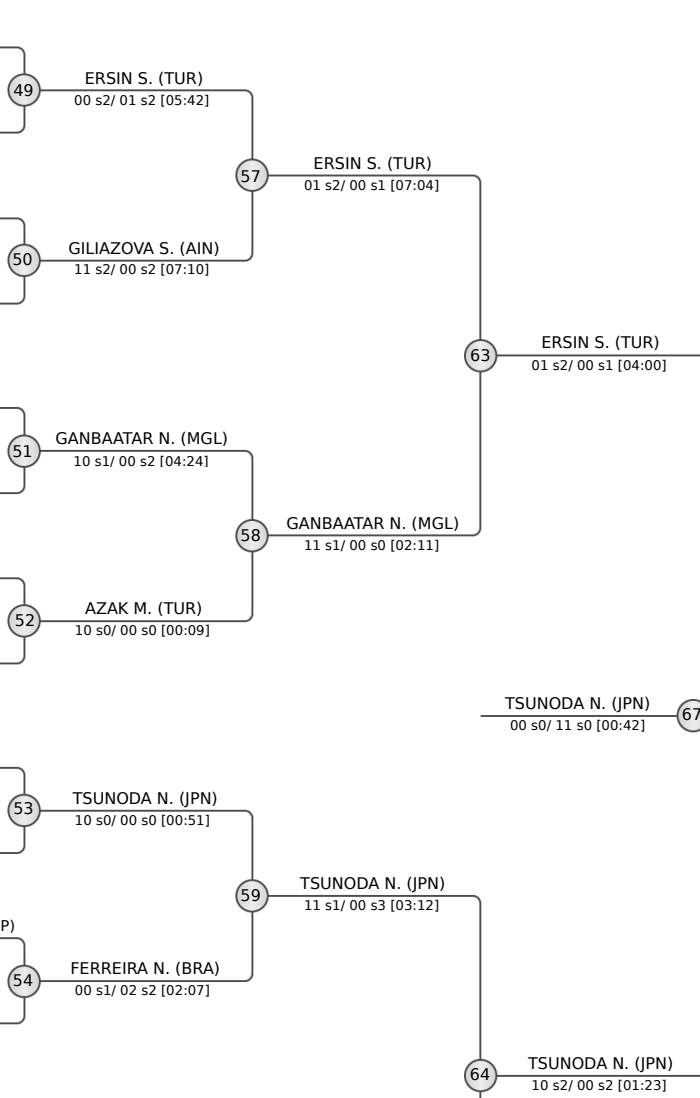 ERSIN S. (TUR)
49
00 s2/ 01 s2 [05:42]
ERSIN S. (TUR)
57
01 s2/ 00 s1 [07:04]
GILIAZOVA S. (AIN)
50
11 s2/ 00 s2 [07:10]
ERSIN S. (TUR)
63
01 s2/ 00 s1 [04:00]
GANBAATAR N. (MGL)
51
10 s1/ 00 s2 [04:24]
GANBAATAR N. (MGL)
58
11 s1/ 00 s0 [02:11]
AZAK M. (TUR)
52
10 s0/ 00 s0 [00:09]
TSUNODA N. (JPN)
67
00 s0/ 11 s0 [00:42]
TSUNODA N. (JPN)
53
10 s0/ 00 s0 [00:51]
TSUNODA N. (JPN)
59
11 s1/ 00 s3 [03:12]
P)
FERREIRA N. (BRA)
54
00 s1/ 02 s2 [02:07]
TSUNODA N. (JPN)
64
10 s2/ 00 s2 [01:23]